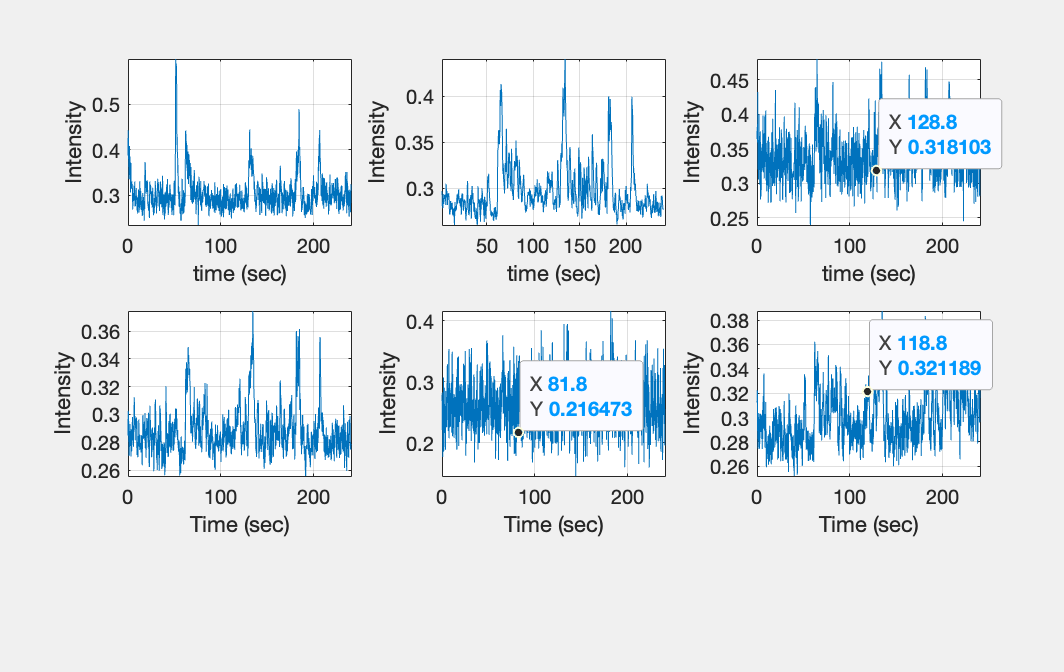 Intensity
0.5
0.4
0.3
0 100 200
time (sec)
Intensity
0.4
0.35
0.3
50 100 150 200
time (sec)
Intensity
0.45
0.4
0.35
0.3
0.25
X 128.8
Y 0.318103
0 100 200
time (sec)
Intensity
0.36
0.34
0.32
0.3
0.28
0.26
0 100 200
Time (sec)
Intensity
0.4
0.3
0.2
X 81.8
Y 0.216473
0 100 200
Time (sec)
Intensity
0.38
0.36
0.34
0.32
0.3
0.28
0.26
X 118.8
Y 0.321189
0 100 200
Time (sec)